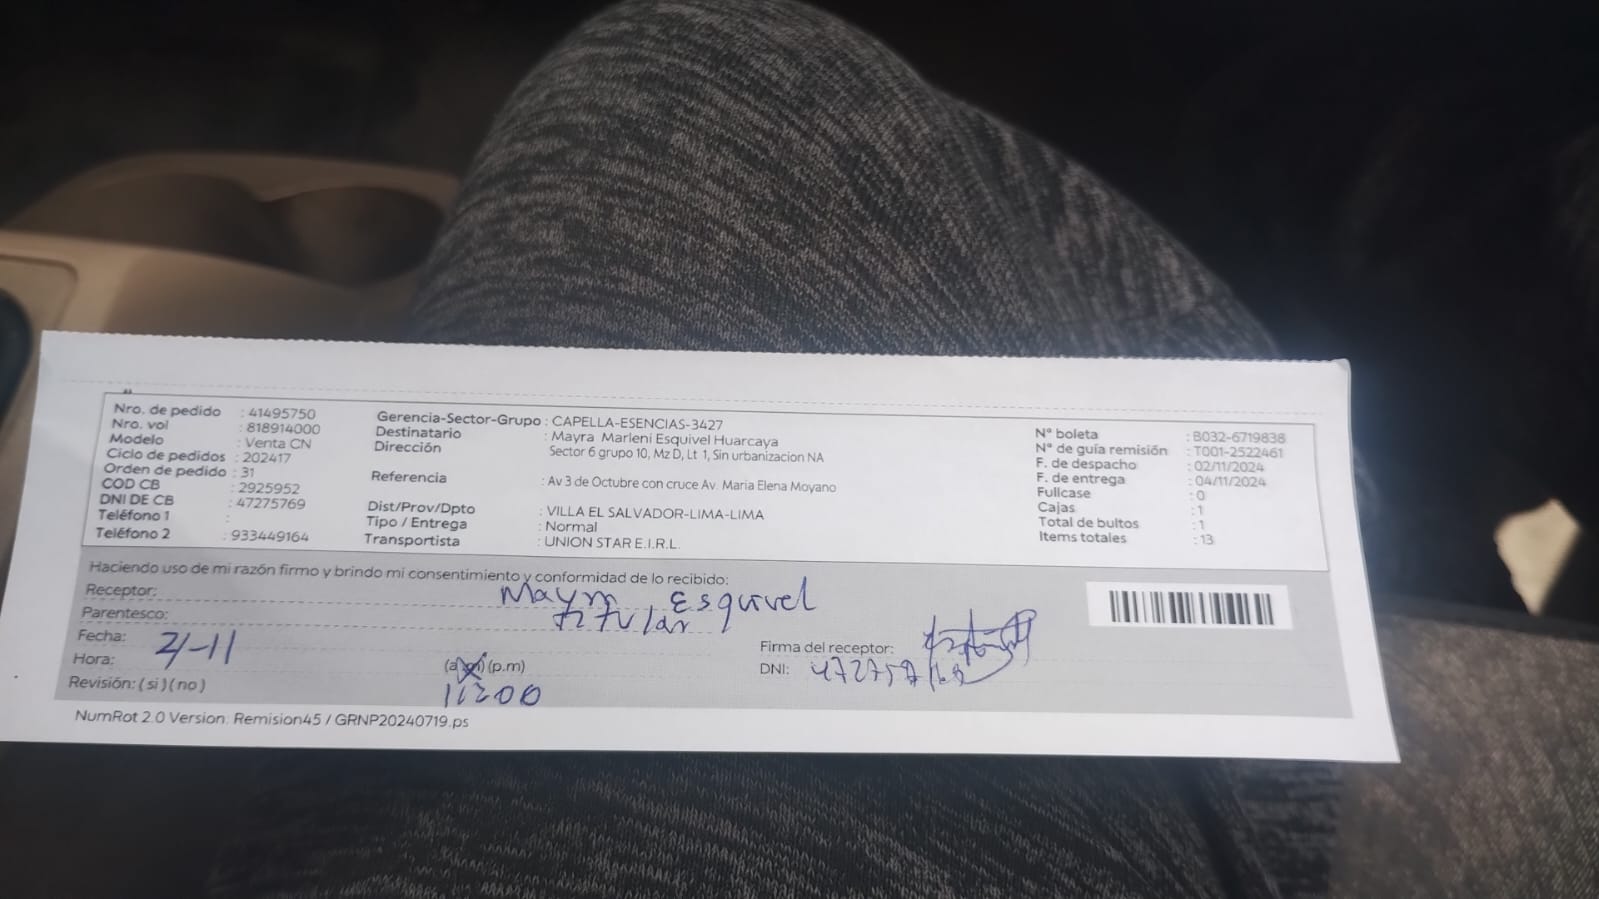 Nro. de pedido : 41495750
Nro. vol : 818914000
Modelo : Venta CN
Ciclo de pedidos : 202417
Orden de pedido : 31
COD CB : 2925952
DNI DE CB : 47275769
Teléfono 1 :
Teléfono 2 : 933449164
Gerencia-Sector-Grupo : CAPELLA-ESENCIAS-3427
Destinatario : Mayra Marleni Esquivel Huarcaya
Dirección Sector 6 grupo 10, Mz D, Lt 1, Sin urbanizacion NA
Referencia : Av 3 de Octubre con cruce Av. Maria Elena Moyano
Dist/Prov/Dpto : VILLA EL SALVADOR-LIMA-LIMA
Tipo / Entrega : Normal
Transportista : UNION STAR E.I.R.L.
N° boleta : B032-6719838
N° de guía remisión : T001-2522461
F. de despacho : 02/11/2024
F. de entrega : 04/11/2024
Fullcase : 0
Cajas : 1
Total de bultos : 1
Items totales : 13
Haciendo uso de mi razón firmo y brindo mi consentimiento y conformidad de lo recibido:
Receptor: Mayra Esquivel
Parentesco: titular
Fecha:
Hora: (a.m) (p.m)
Revisión: ( si ) ( no )
Firma del receptor:
DNI:
NumRot 2.0 Version: Remision45 / GRNP20240719.ps